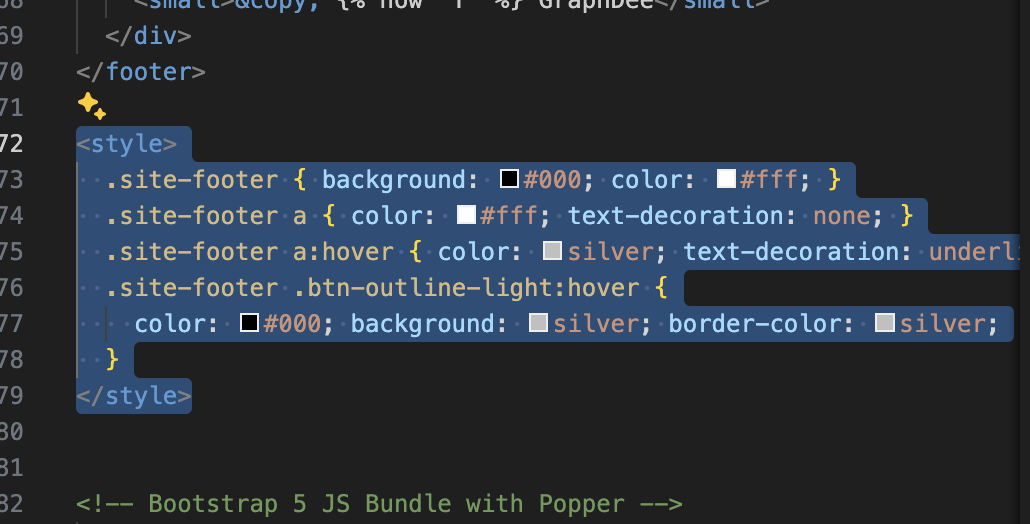 68 <small>&copy; {% now "Y" %} GraphDee</small>
69 </div>
70 </footer>
71
72 <style>
73 .site-footer { background: #000; color: #fff; }
74 .site-footer a { color: #fff; text-decoration: none; }
75 .site-footer a:hover { color: silver; text-decoration: underli
76 .site-footer .btn-outline-light:hover {
77 color: #000; background: silver; border-color: silver;
78 }
79 </style>
80
81
82 <!-- Bootstrap 5 JS Bundle with Popper -->